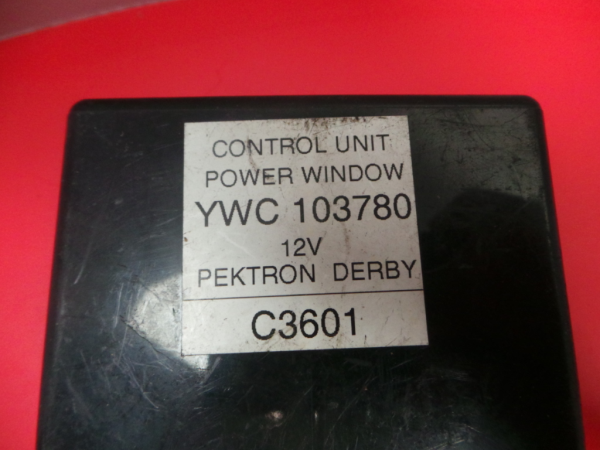 CONTROL UNIT
POWER WINDOW
YWC 103780
12V
PEKTRON DERBY
C3601